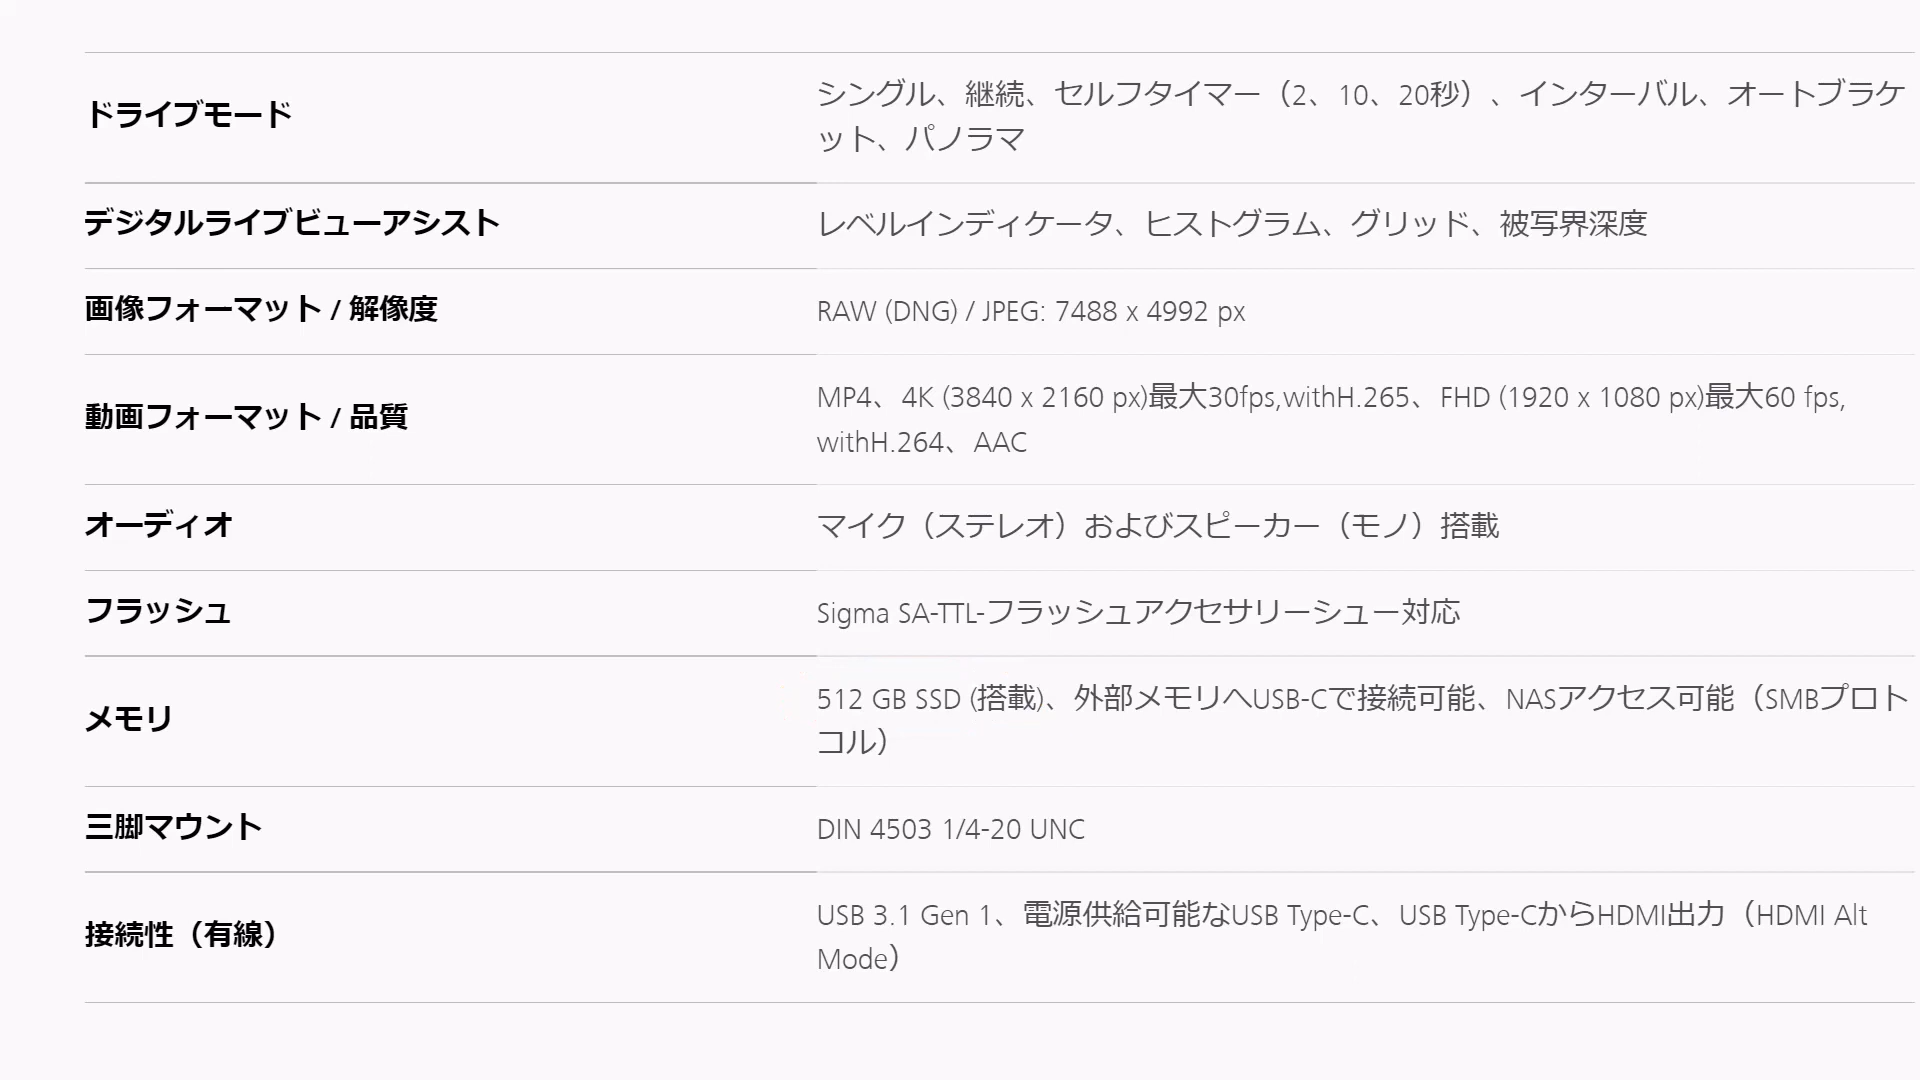 ドライブモード
シングル、継続、セルフタイマー（2、10、20秒）、インターバル、オートブラケ
ット、パノラマ
デジタルライブビューアシスト
レベルインディケータ、ヒストグラム、グリッド、被写界深度
画像フォーマット / 解像度
RAW (DNG) / JPEG: 7488 x 4992 px
動画フォーマット / 品質
MP4、4K (3840 x 2160 px)最大30fps,withH.265、FHD (1920 x 1080 px)最大60 fps,
withH.264、AAC
オーディオ
マイク（ステレオ）およびスピーカー（モノ）搭載
フラッシュ
Sigma SA-TTL-フラッシュアクセサリーシュー対応
メモリ
512 GB SSD (搭載)、外部メモリへUSB-Cで接続可能、NASアクセス可能（SMBプロト
コル）
三脚マウント
DIN 4503 1/4-20 UNC
接続性（有線）
USB 3.1 Gen 1、電源供給可能なUSB Type-C、USB Type-CからHDMI出力（HDMI Alt
Mode）